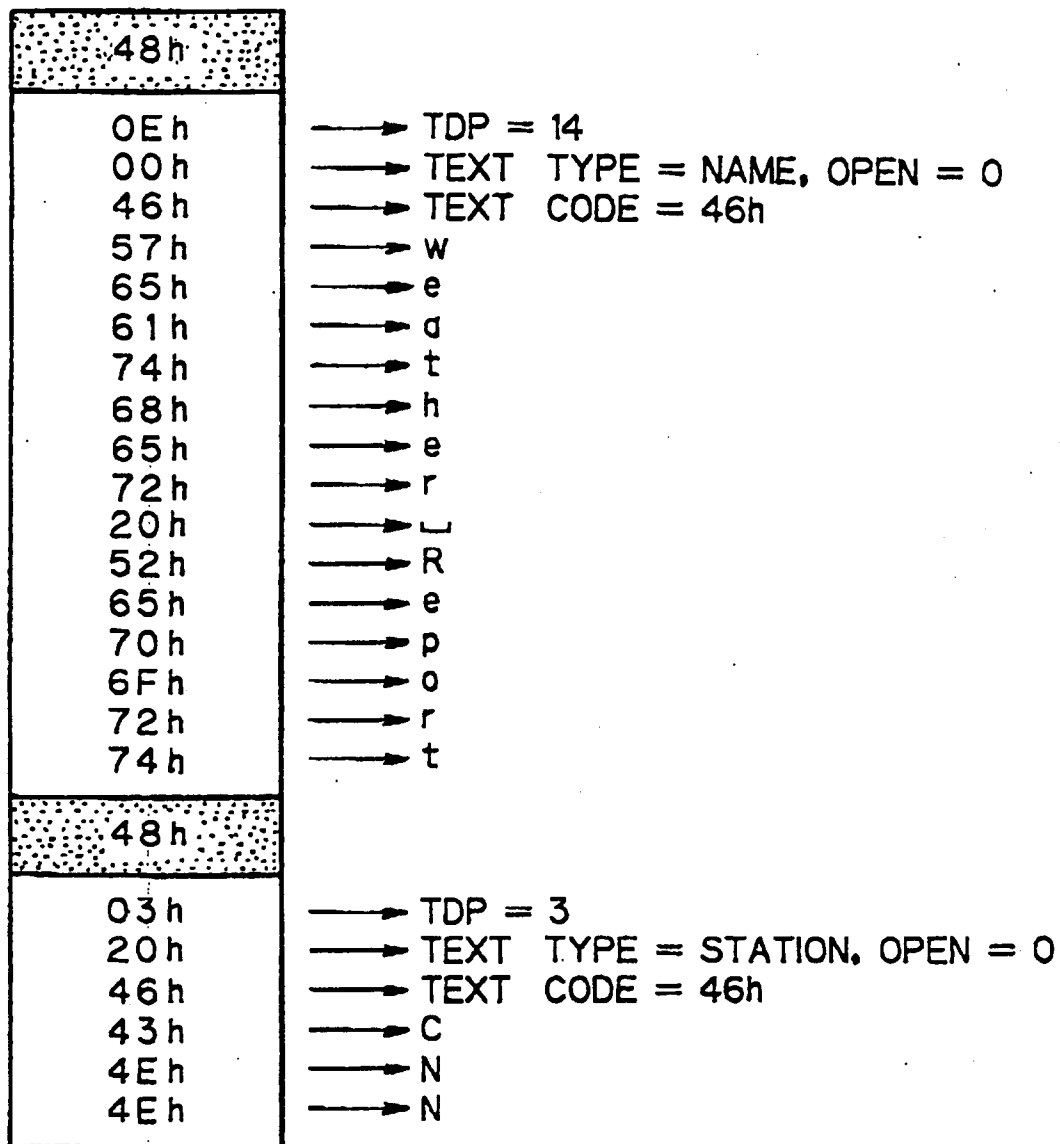 48h
0Eh → TDP = 14
00h → TEXT TYPE = NAME, OPEN = 0
46h → TEXT CODE = 46h
57h → w
65h → e
61h → a
74h → t
68h → h
65h → e
72h → r
20h → ␣
52h → R
65h → e
70h → p
6Fh → o
72h → r
74h → t
48h
03h → TDP = 3
20h → TEXT TYPE = STATION, OPEN = 0
46h → TEXT CODE = 46h
43h → C
4Eh → N
4Eh → N